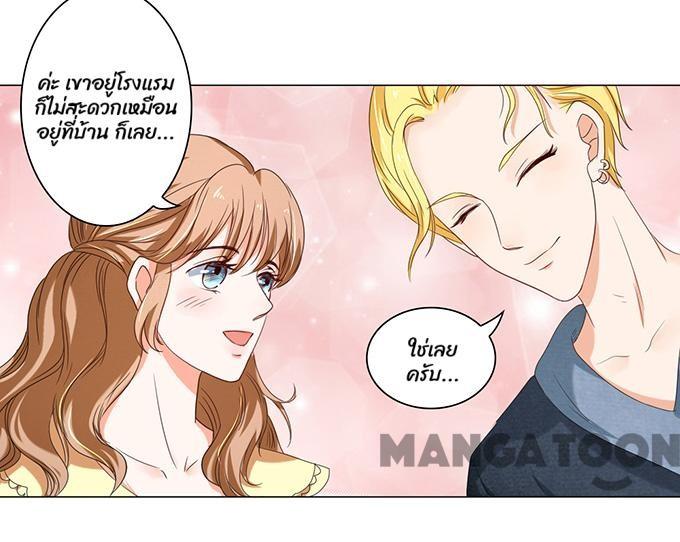 ค่ะ เขาอยู่โรงแรม
ก็ไม่สะดวกเหมือน
อยู่ที่บ้าน ก็เลย...
ใช่เลย
ครับ...
MANGATOON